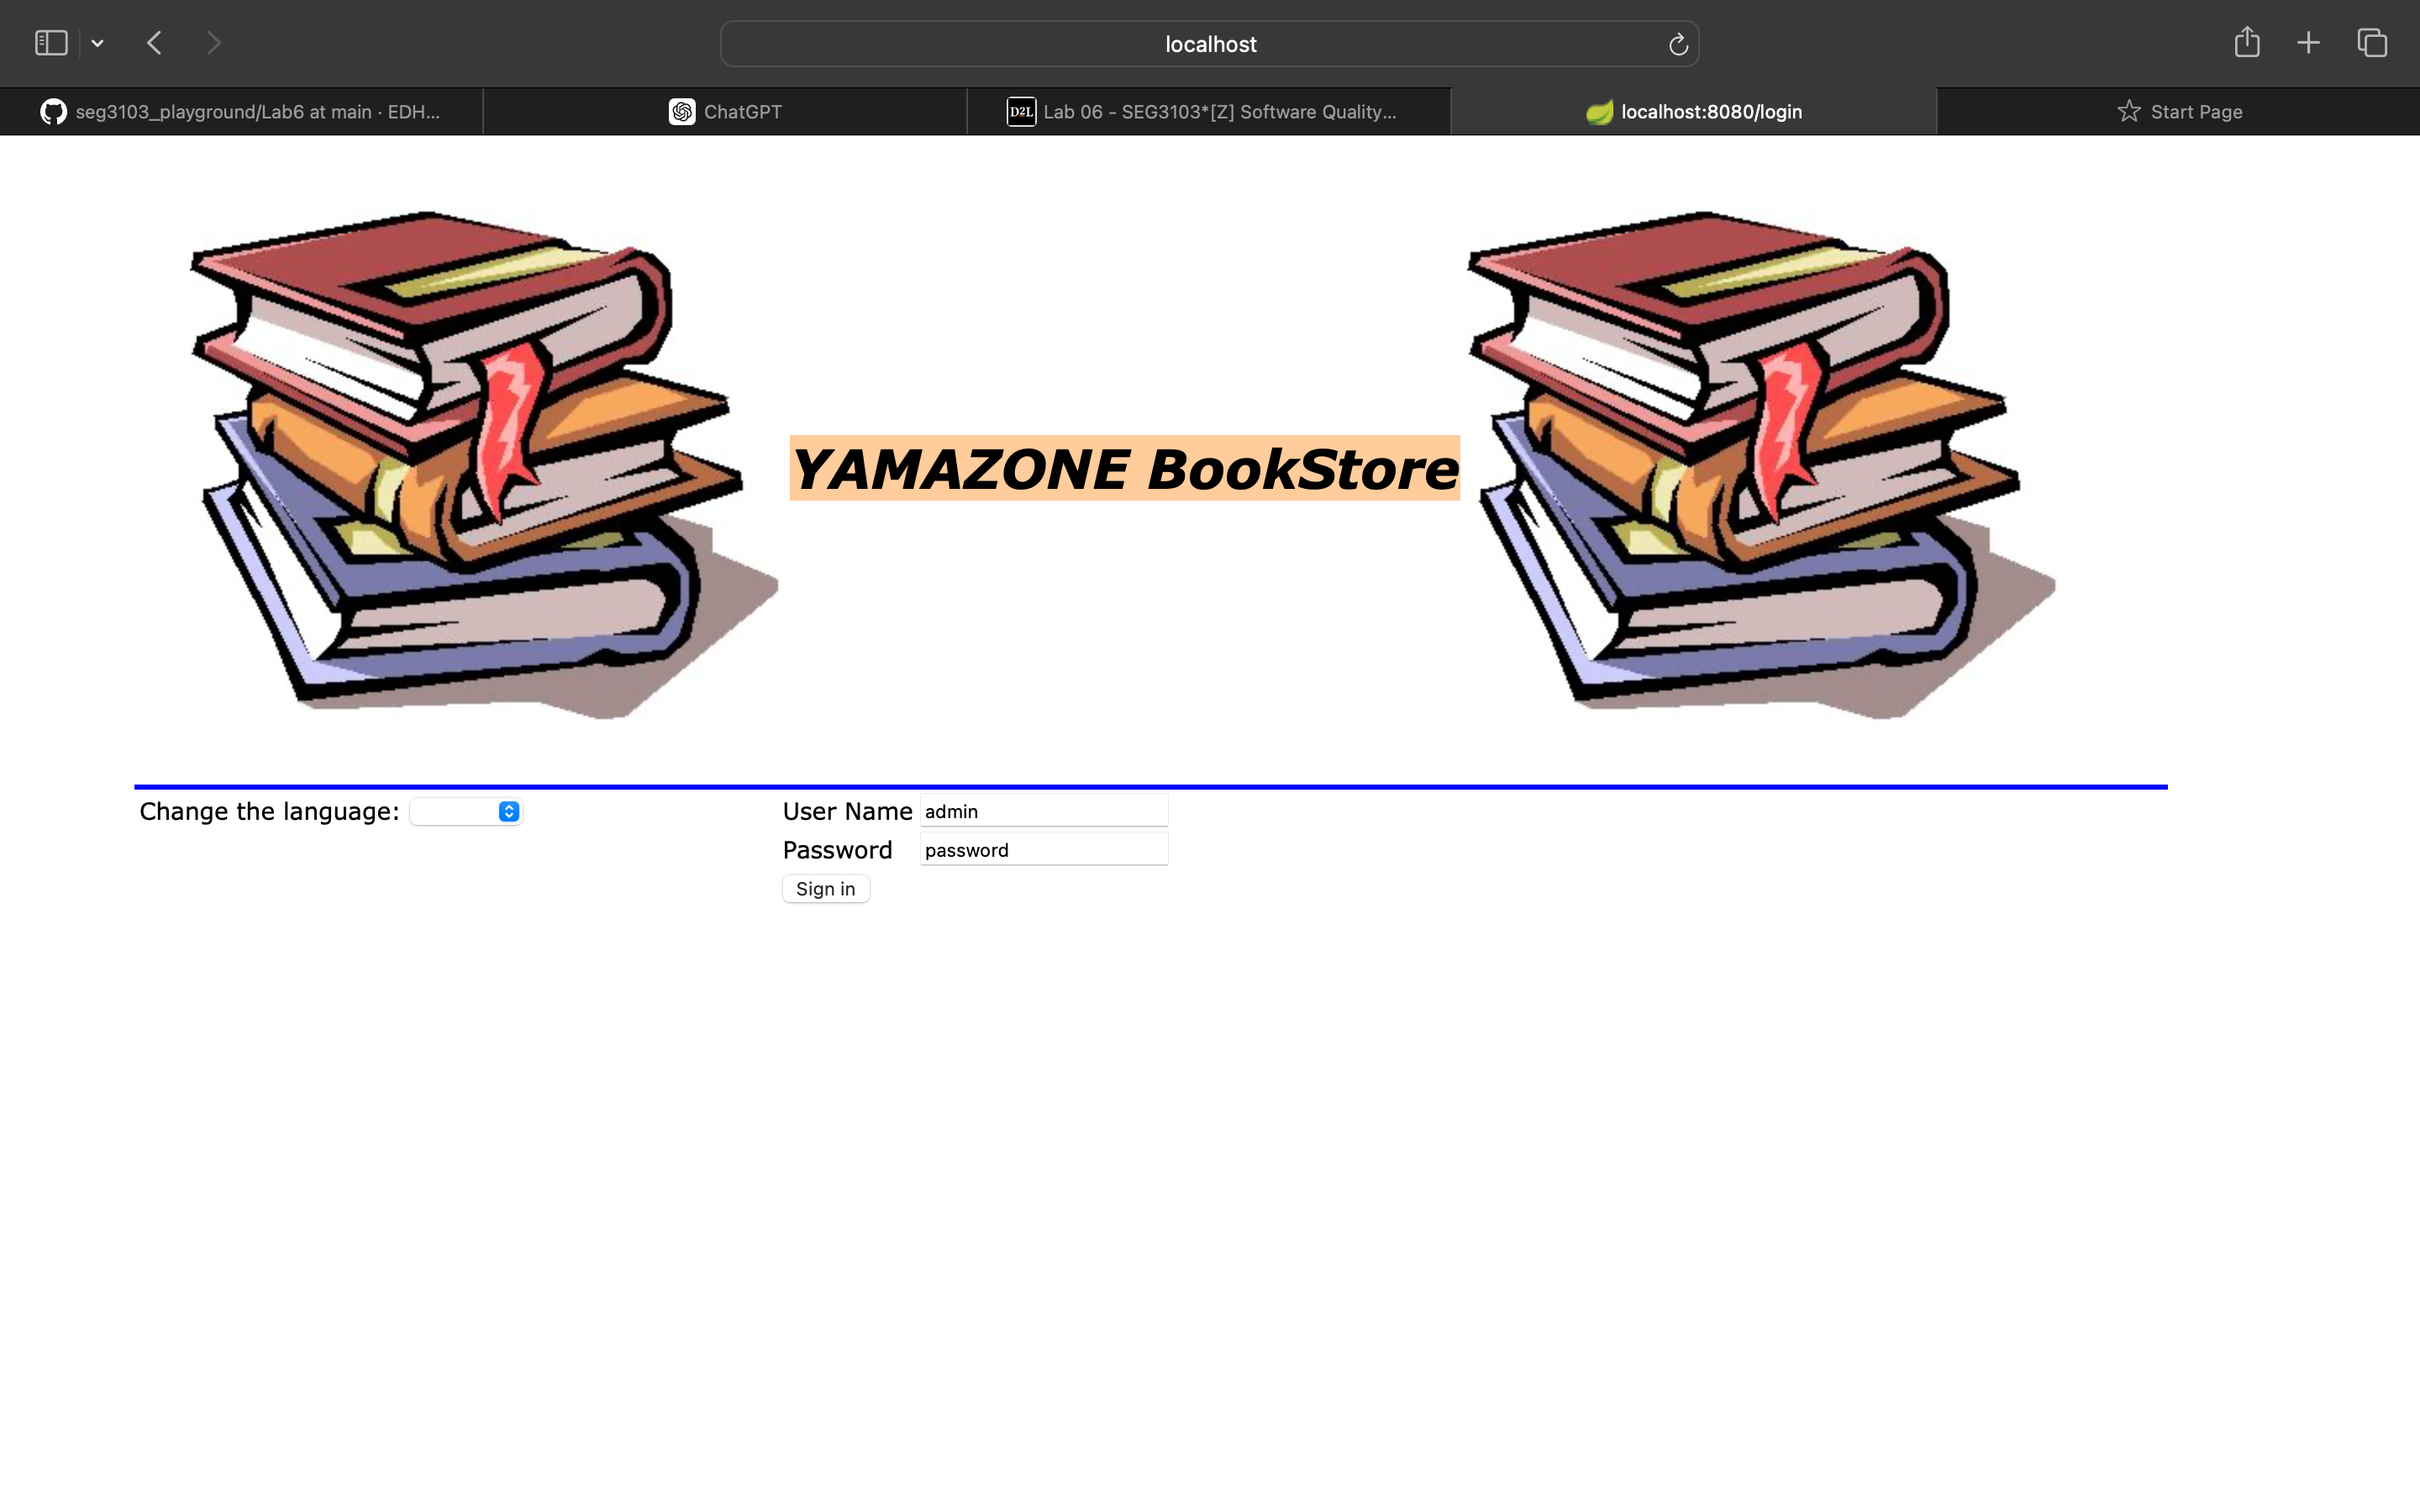 localhost
seg3103_playground/Lab6 at main · EDH...
ChatGPT
D2L Lab 06 - SEG3103*[Z] Software Quality...
localhost:8080/login
Start Page
YAMAZONE BookStore
Change the language:
User Name admin
Password password
Sign in